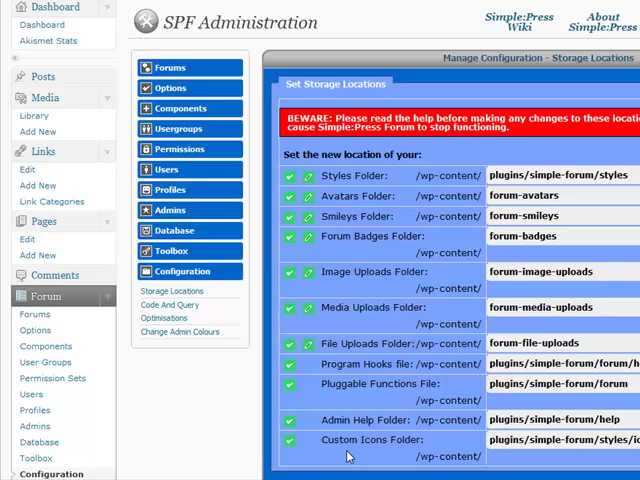 Dashboard
Dashboard
Akismet Stats
Posts
Media
Library
Add New
Links
Edit
Add New
Link Categories
Pages
Edit
Add New
Comments
Forum
Forums
Options
Components
User Groups
Permission Sets
Users
Profiles
Admins
Database
Toolbox
Configuration
SPF Administration
Simple:Press
Wiki
About
Simple:Press
Forums
Options
Components
Usergroups
Permissions
Users
Profiles
Admins
Database
Toolbox
Configuration
Storage Locations
Code And Query
Optimisations
Change Admin Colours
Manage Configuration - Storage Locations
Set Storage Locations
BEWARE: Please read the help before making any changes to these
cause Simple:Press Forum to stop functioning.
Set the new location of your:
Styles Folder: /wp-content/ plugins/simple-forum/styles
Avatars Folder: /wp-content/ forum-avatars
Smileys Folder: /wp-content/ forum-smileys
Forum Badges Folder: forum-badges
/wp-content/
Image Uploads Folder: forum-image-uploads
/wp-content/
Media Uploads Folder: forum-media-uploads
/wp-content/
File Uploads Folder: /wp-content/ forum-file-uploads
Program Hooks file: /wp-content/ plugins/simple-forum/forum/
Pluggable Functions File: plugins/simple-forum/forum
/wp-content/
Admin Help Folder: /wp-content/ plugins/simple-forum/help
Custom Icons Folder: plugins/simple-forum/styles/
/wp-content/